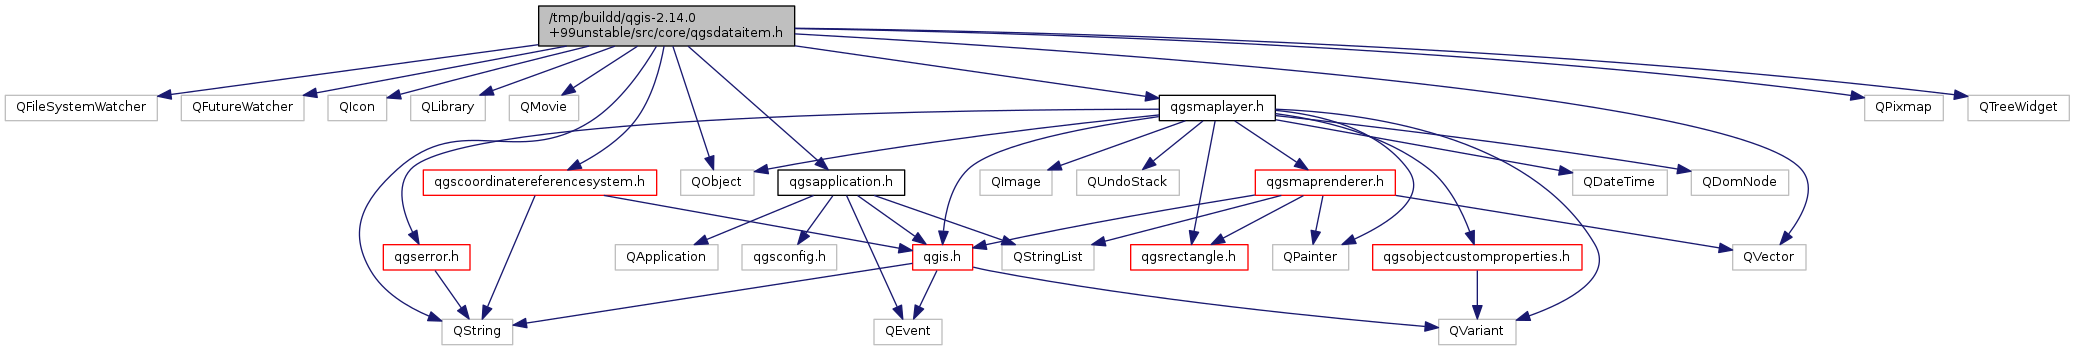 /tmp/buildd/qgis-2.14.0
+99unstable/src/core/qgsdataitem.h
QFileSystemWatcher
QFutureWatcher
QIcon
QLibrary
QMovie
qgsmaplayer.h
QPixmap
QTreeWidget
qgscoordinatereferencesystem.h
QObject
qgsapplication.h
QImage
QUndoStack
qgsmaprenderer.h
QDateTime
QDomNode
qgserror.h
QApplication
qgsconfig.h
qgis.h
QStringList
qgsrectangle.h
QPainter
qgsobjectcustomproperties.h
QVector
QString
QEvent
QVariant